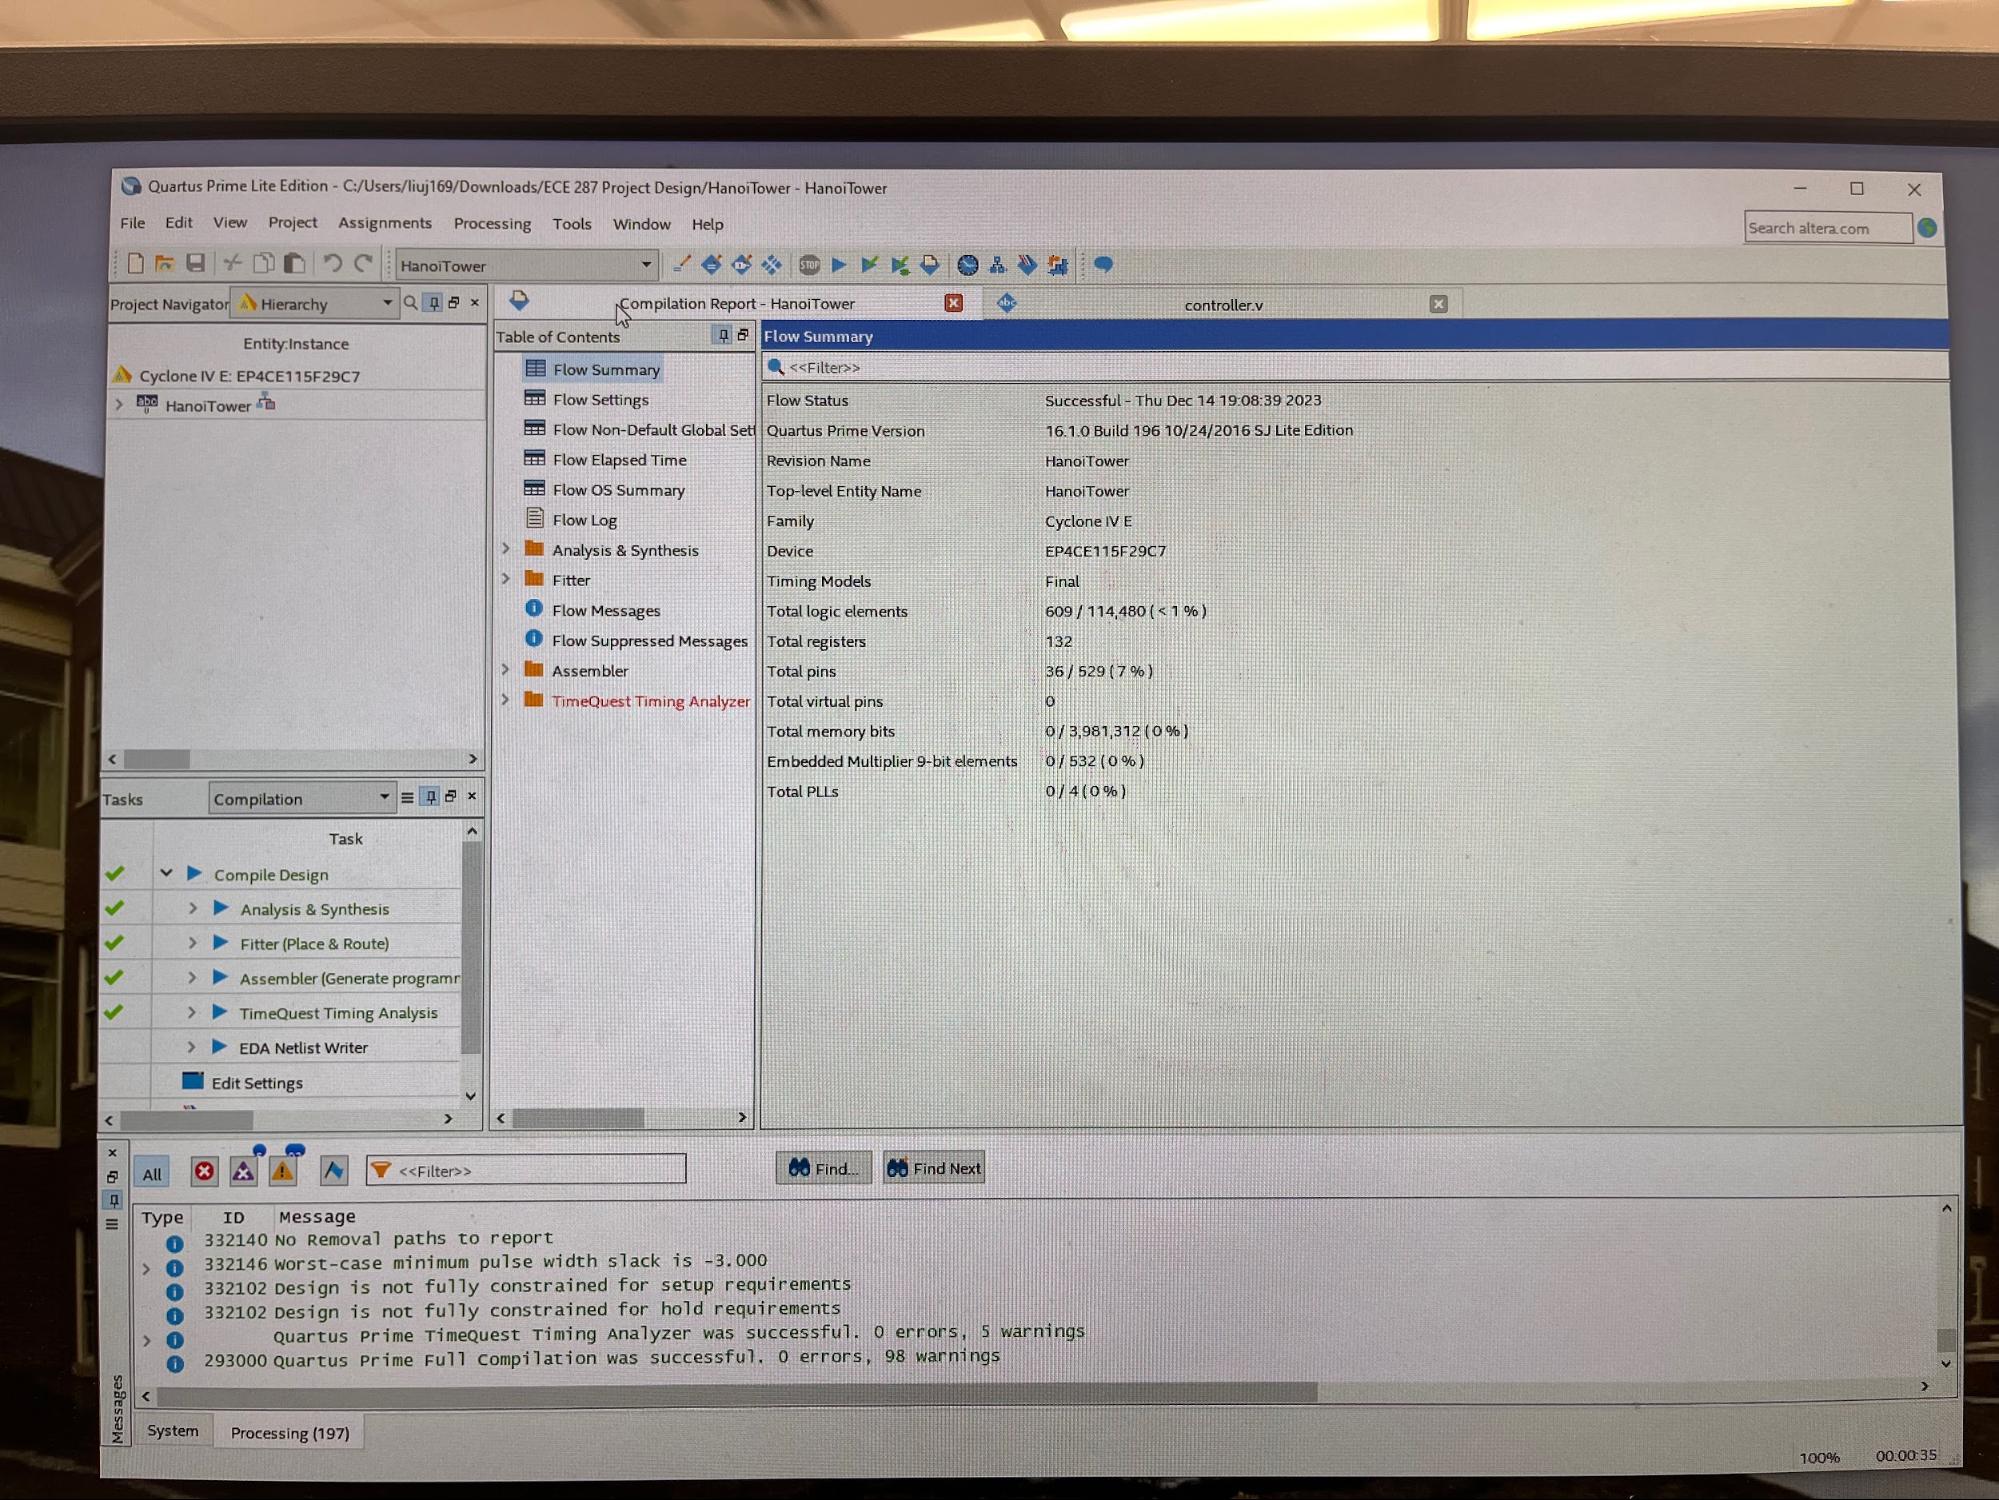 Quartus Prime Lite Edition - C:/Users/liuj169/Downloads/ECE 287 Project Design/HanoiTower - HanoiTower
File Edit View Project Assignments Processing Tools Window Help
Search altera.com
HanoiTower
STOP
Project Navigator Hierarchy
Compilation Report - HanoiTower
abc controller.v
Entity:Instance
Cyclone IV E: EP4CE115F29C7
abc HanoiTower
Table of Contents
Flow Summary
Flow Settings
Flow Non-Default Global Sett
Flow Elapsed Time
Flow OS Summary
Flow Log
Analysis & Synthesis
Fitter
Flow Messages
Flow Suppressed Messages
Assembler
TimeQuest Timing Analyzer
Flow Summary
<<Filter>>
Flow Status Successful - Thu Dec 14 19:08:39 2023
Quartus Prime Version 16.1.0 Build 196 10/24/2016 SJ Lite Edition
Revision Name HanoiTower
Top-level Entity Name HanoiTower
Family Cyclone IV E
Device EP4CE115F29C7
Timing Models Final
Total logic elements 609 / 114,480 ( < 1 % )
Total registers 132
Total pins 36 / 529 ( 7 % )
Total virtual pins 0
Total memory bits 0 / 3,981,312 ( 0 % )
Embedded Multiplier 9-bit elements 0 / 532 ( 0 % )
Total PLLs 0 / 4 ( 0 % )
Tasks Compilation
Task
Compile Design
Analysis & Synthesis
Fitter (Place & Route)
Assembler (Generate programr
TimeQuest Timing Analysis
EDA Netlist Writer
Edit Settings
All <<Filter>> Find... Find Next
Type ID Message
332140 No Removal paths to report
332146 Worst-case minimum pulse width slack is -3.000
332102 Design is not fully constrained for setup requirements
332102 Design is not fully constrained for hold requirements
Quartus Prime TimeQuest Timing Analyzer was successful. 0 errors, 5 warnings
293000 Quartus Prime Full Compilation was successful. 0 errors, 98 warnings
Messages
System Processing (197)
100% 00:00:35